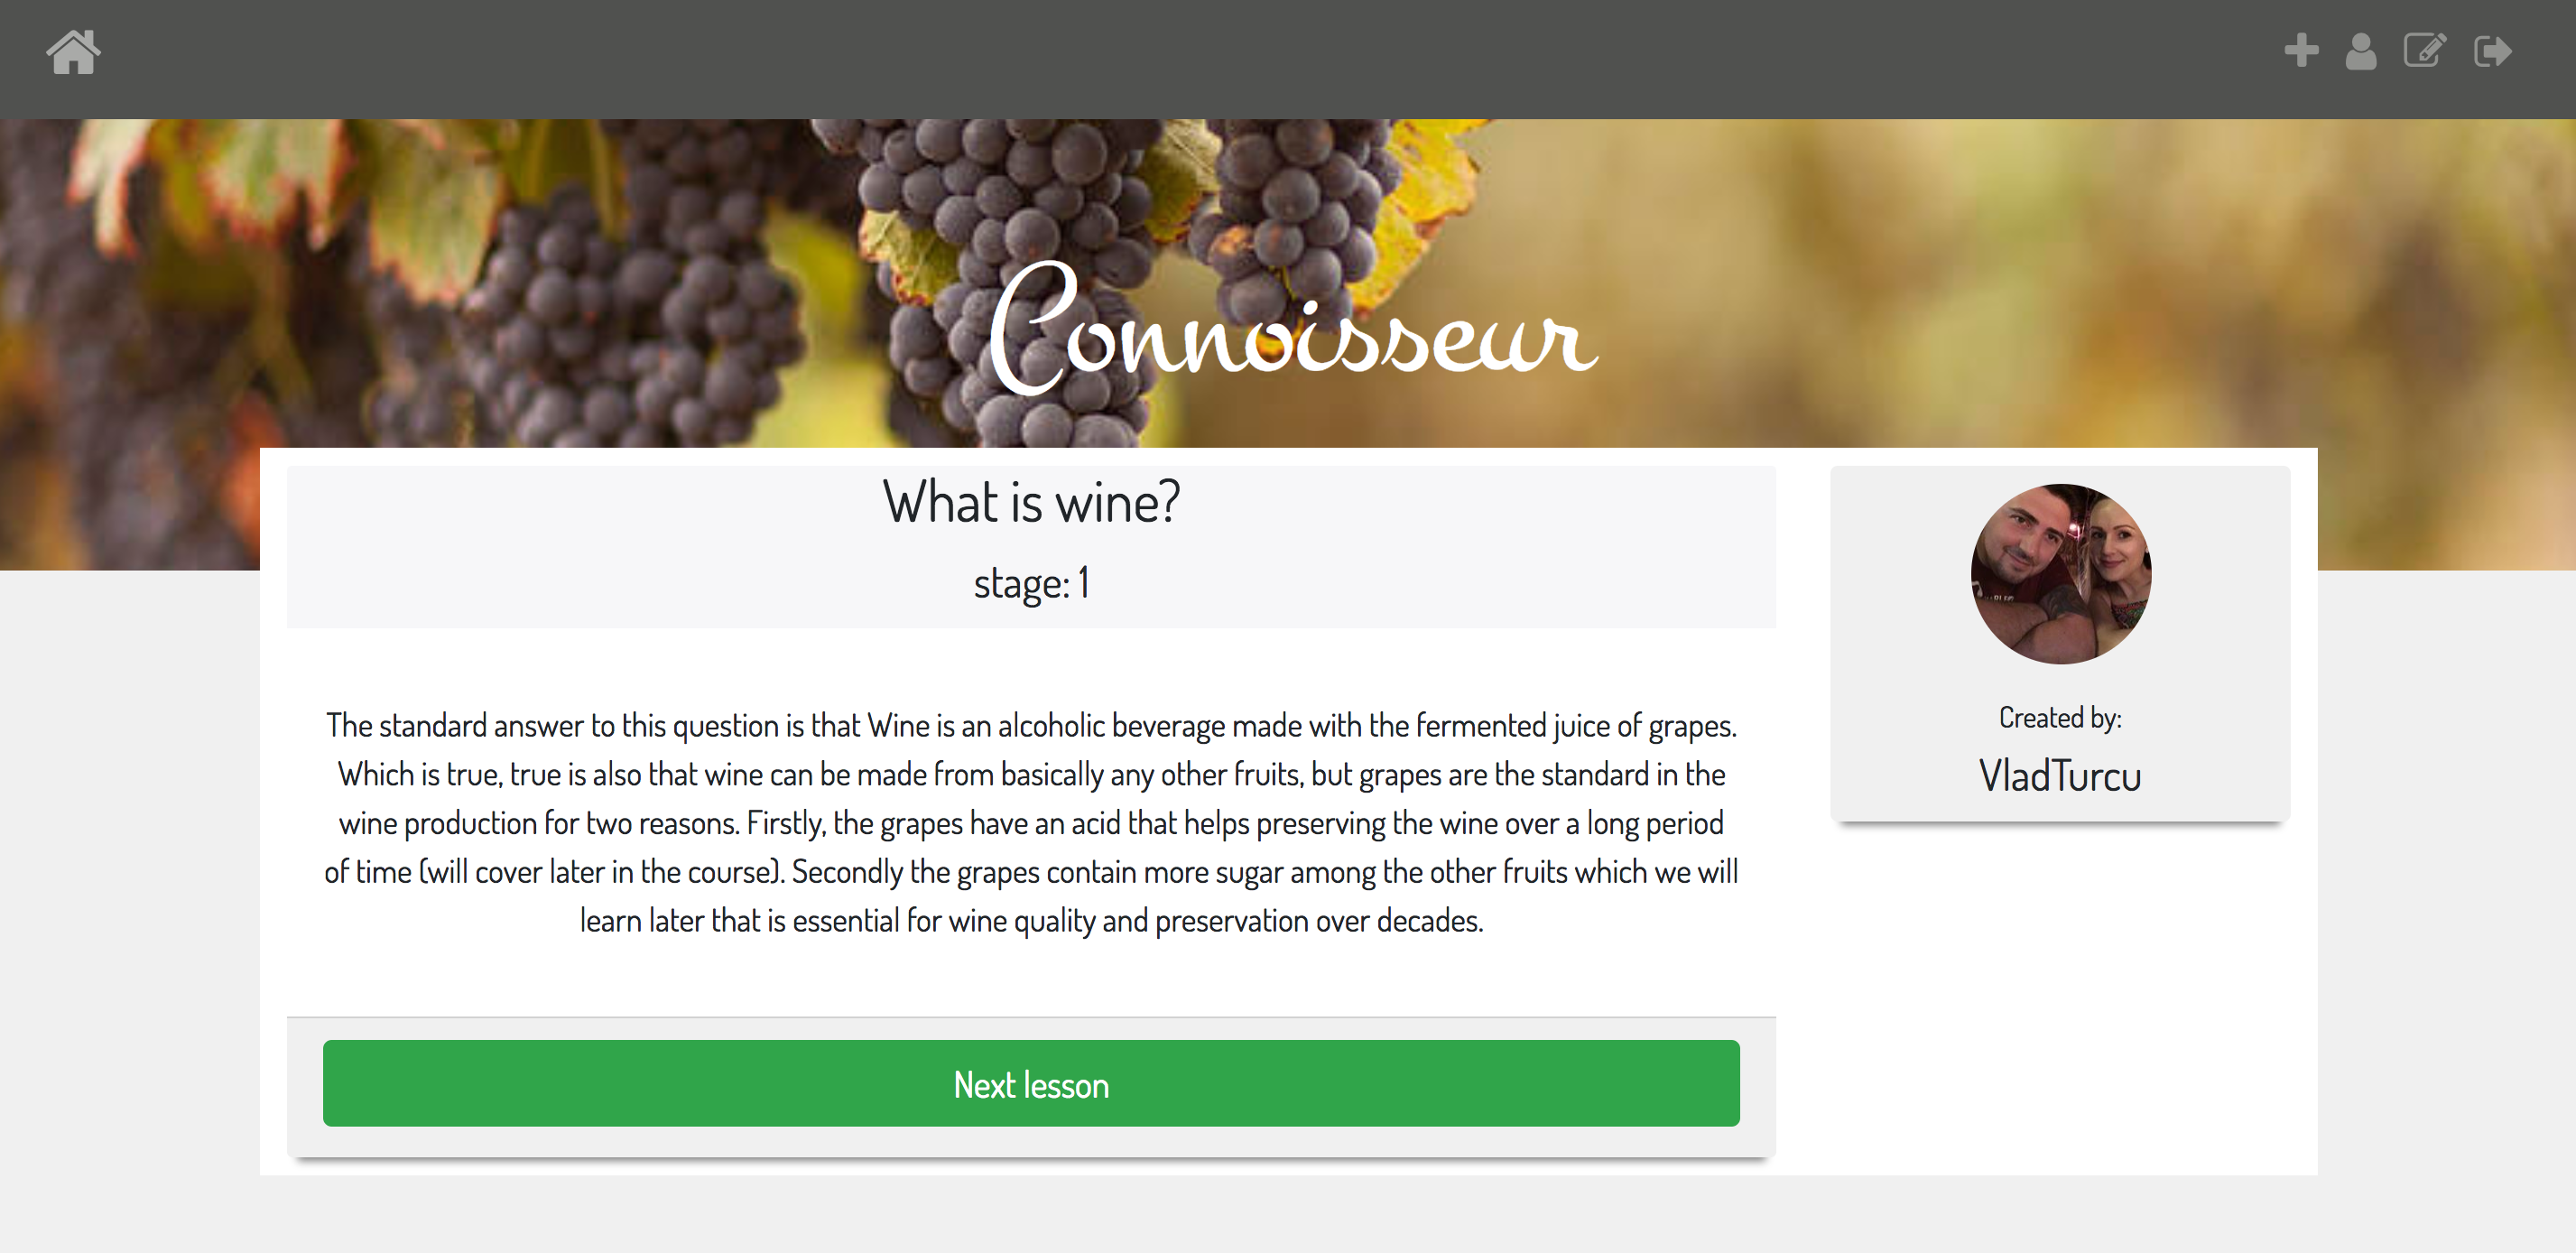 Connoisseur
What is wine?
stage: 1
The standard answer to this question is that Wine is an alcoholic beverage made with the fermented juice of grapes.
Which is true, true is also that wine can be made from basically any other fruits, but grapes are the standard in the
wine production for two reasons. Firstly, the grapes have an acid that helps preserving the wine over a long period
of time (will cover later in the course). Secondly the grapes contain more sugar among the other fruits which we will
learn later that is essential for wine quality and preservation over decades.
Next lesson
Created by:
VladTurcu